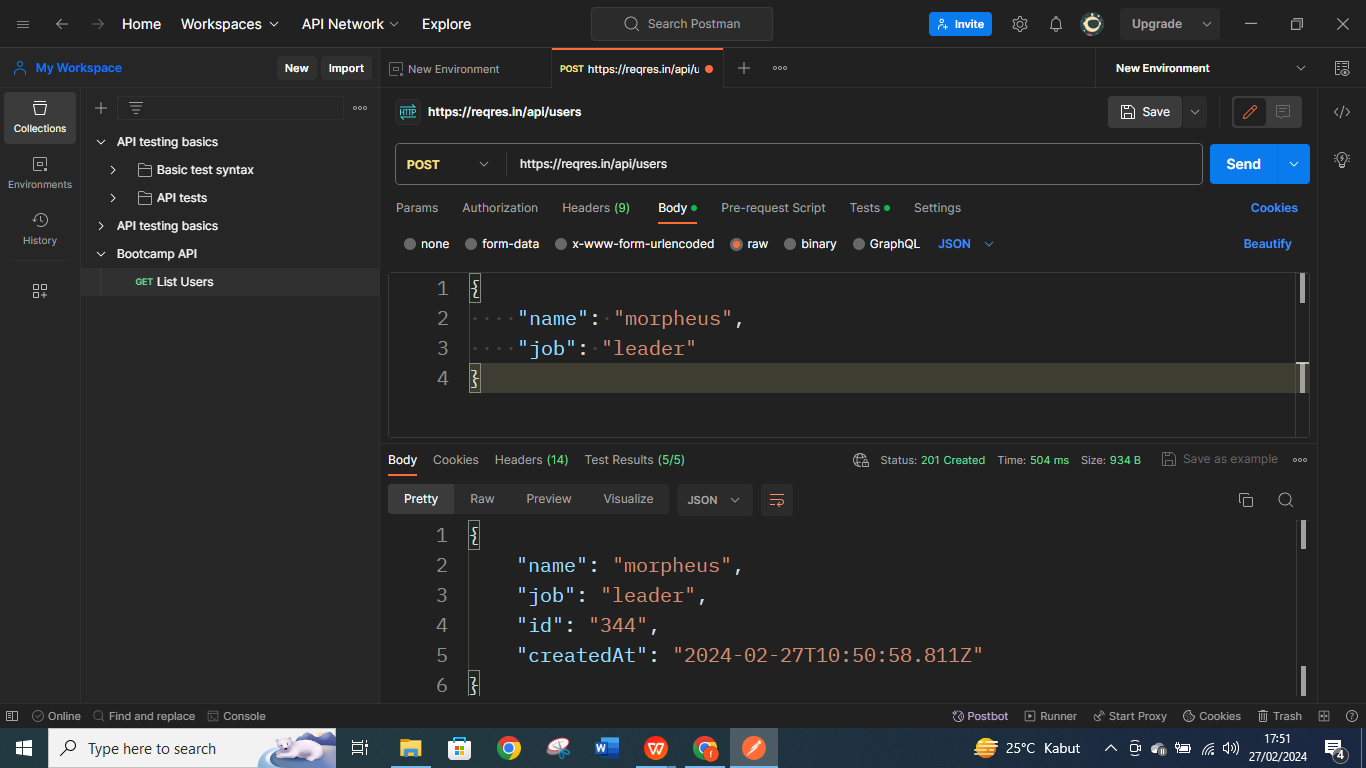 Home Workspaces API Network Explore Search Postman Invite Upgrade
My Workspace New Import New Environment POST https://reqres.in/api/u New Environment
Collections
Environments
History
API testing basics
Basic test syntax
API tests
API testing basics
Bootcamp API
GET List Users
HTTP https://reqres.in/api/users Save
POST https://reqres.in/api/users Send
Params Authorization Headers (9) Body Pre-request Script Tests Settings Cookies
none form-data x-www-form-urlencoded raw binary GraphQL JSON Beautify
1 {
2 "name": "morpheus",
3 "job": "leader"
4 }
Body Cookies Headers (14) Test Results (5/5) Status: 201 Created Time: 504 ms Size: 934 B Save as example
Pretty Raw Preview Visualize JSON
1 {
2 "name": "morpheus",
3 "job": "leader",
4 "id": "344",
5 "createdAt": "2024-02-27T10:50:58.811Z"
6 }
Online Find and replace Console Postbot Runner Start Proxy Cookies Trash
Type here to search 25°C Kabut 17:51
27/02/2024 4